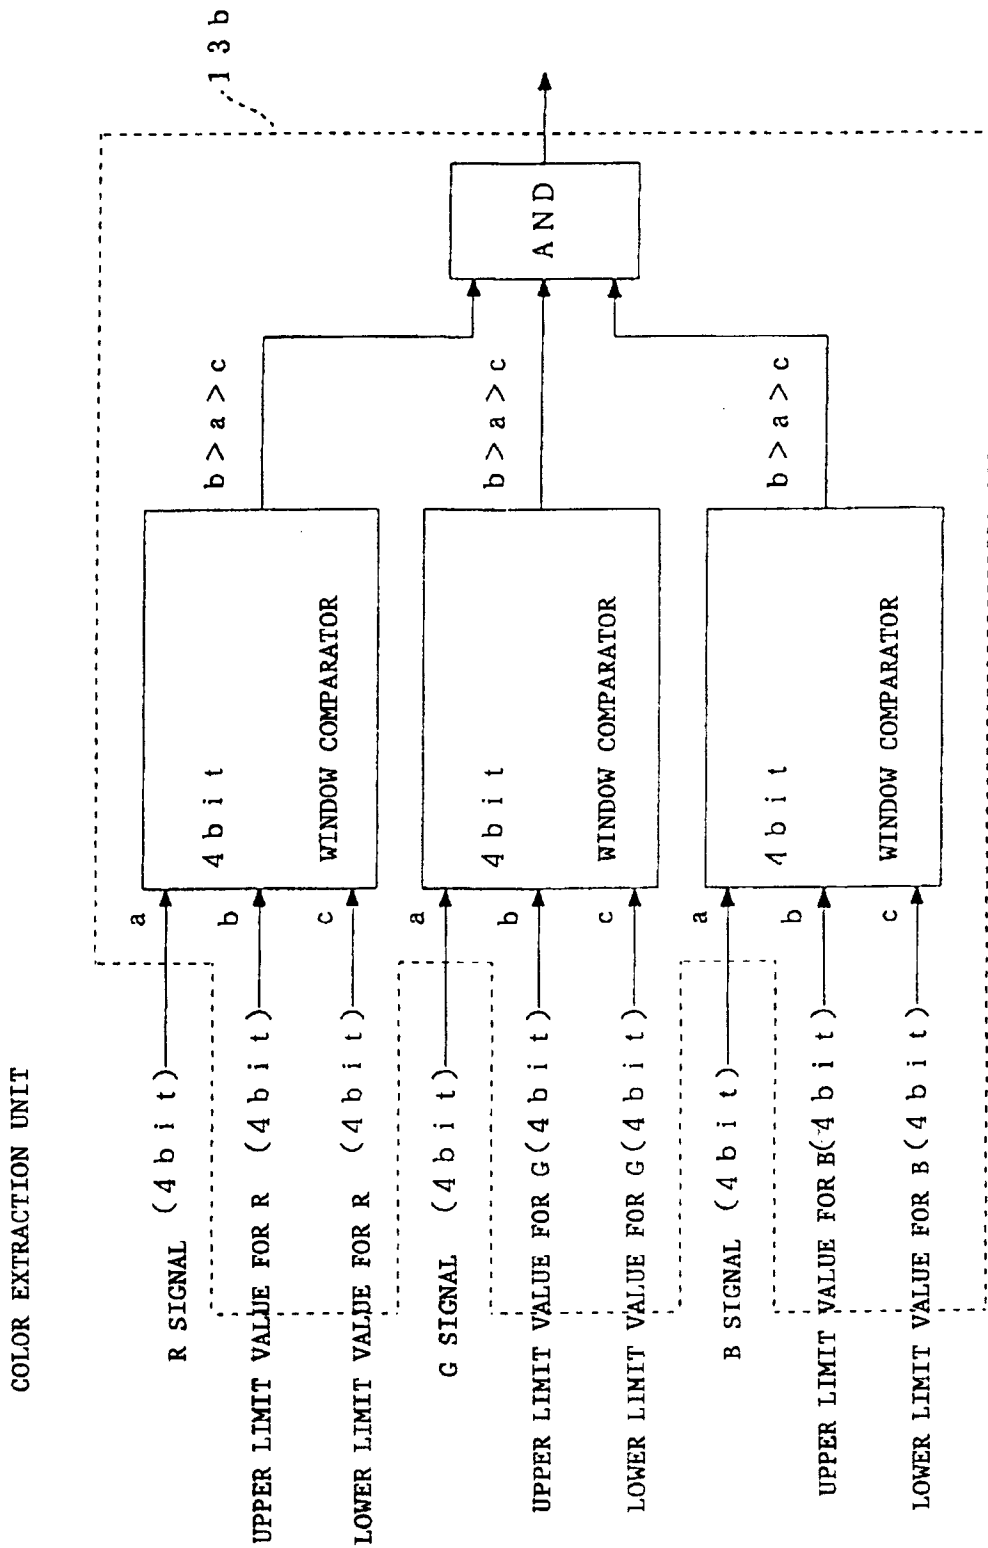 COLOR EXTRACTION UNIT
13b
R SIGNAL (4bit)
UPPER LIMIT VALUE FOR R (4bit)
LOWER LIMIT VALUE FOR R (4bit)
a
b
c
4bit
WINDOW COMPARATOR
b>a>c
G SIGNAL (4bit)
UPPER LIMIT VALUE FOR G(4bit)
LOWER LIMIT VALUE FOR G(4bit)
a
b
c
4bit
WINDOW COMPARATOR
b>a>c
B SIGNAL (4bit)
UPPER LIMIT VALUE FOR B(4bit)
LOWER LIMIT VALUE FOR B(4bit)
a
b
c
4bit
WINDOW COMPARATOR
b>a>c
AND